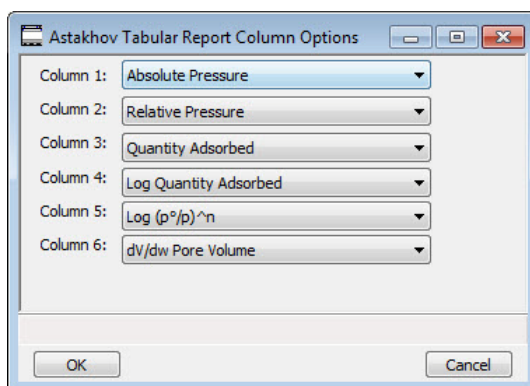 Astakhov Tabular Report Column Options
Column 1: Absolute Pressure
Column 2: Relative Pressure
Column 3: Quantity Adsorbed
Column 4: Log Quantity Adsorbed
Column 5: Log (p°/p)^n
Column 6: dV/dw Pore Volume
OK Cancel